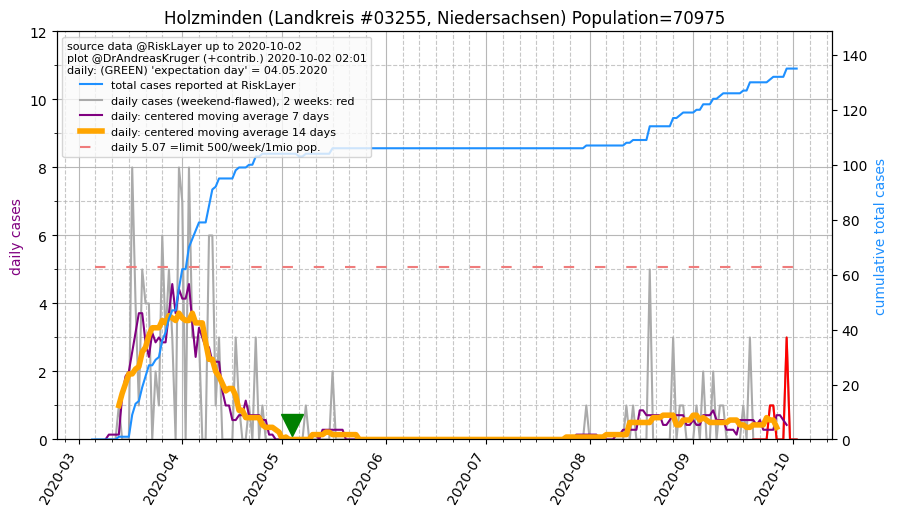 Holzminden (Landkreis #03255, Niedersachsen) Population=70975
source data @RiskLayer up to 2020-10-02
plot @DrAndreasKruger (+contrib.) 2020-10-02 02:01
daily: (GREEN) 'expectation day' = 04.05.2020
total cases reported at RiskLayer
daily cases (weekend-flawed), 2 weeks: red
daily: centered moving average 7 days
daily: centered moving average 14 days
daily 5.07 =limit 500/week/1mio pop.
daily cases
12
10
8
6
4
2
0
cumulative total cases
140
120
100
80
60
40
20
0
2020-03
2020-04
2020-05
2020-06
2020-07
2020-08
2020-09
2020-10